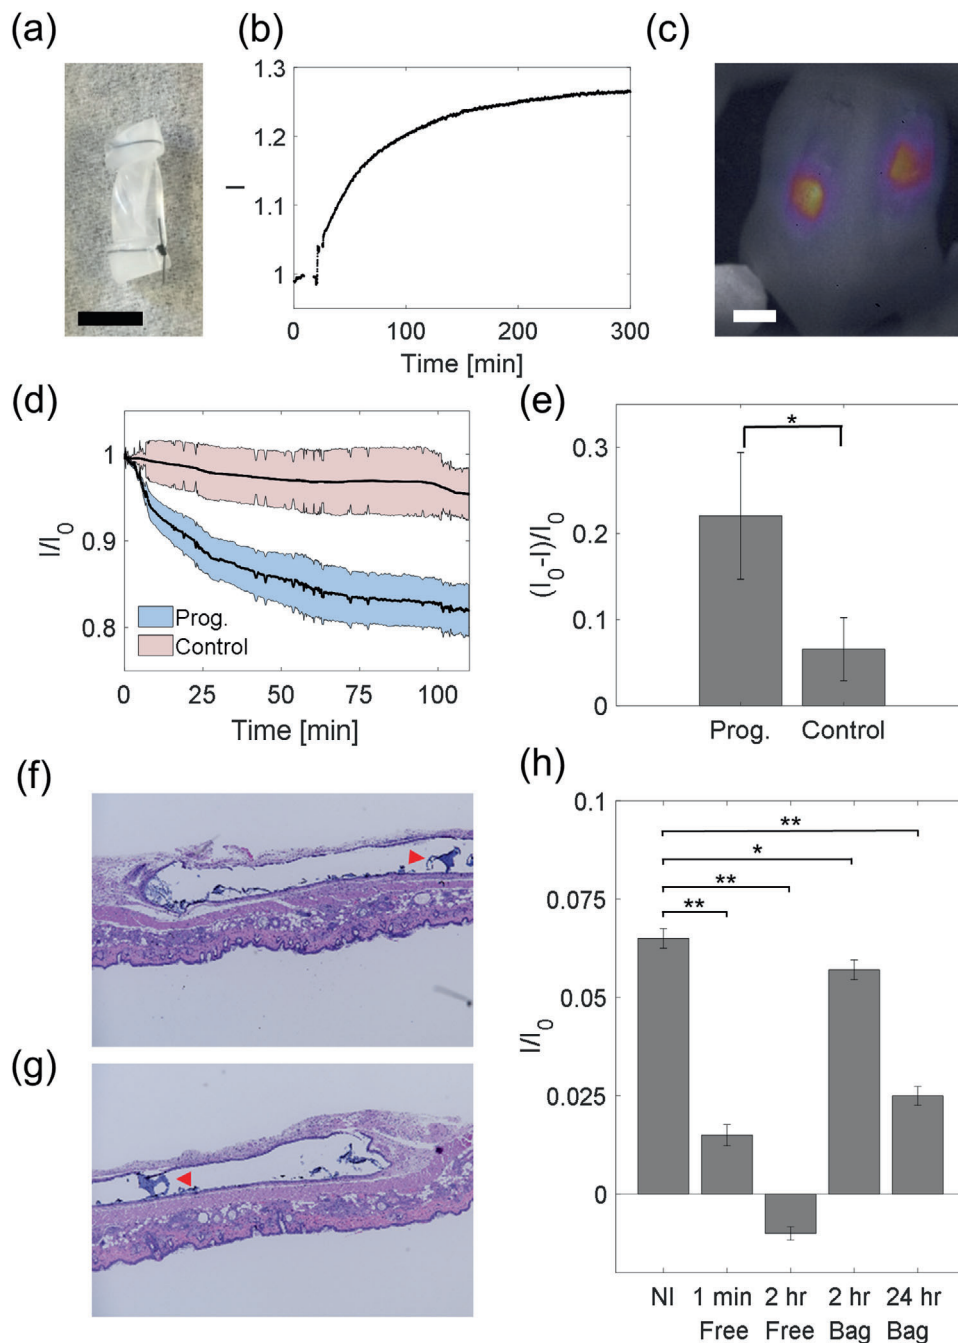 (a)
(b)
1.3
1.2
1.1
1
I
0
100
200
300
Time [min]
(c)
(d)
1
0.9
0.8
I/I₀
Prog.
Control
0
25
50
75
100
Time [min]
(e)
0.3
0.2
0.1
0
(I₀-I)/I₀
*
Prog.
Control
(f)
(g)
(h)
0.1
0.075
0.05
0.025
0
I/I₀
**
*
**
**
NI
1 min
Free
2 hr
Free
2 hr
Bag
24 hr
Bag